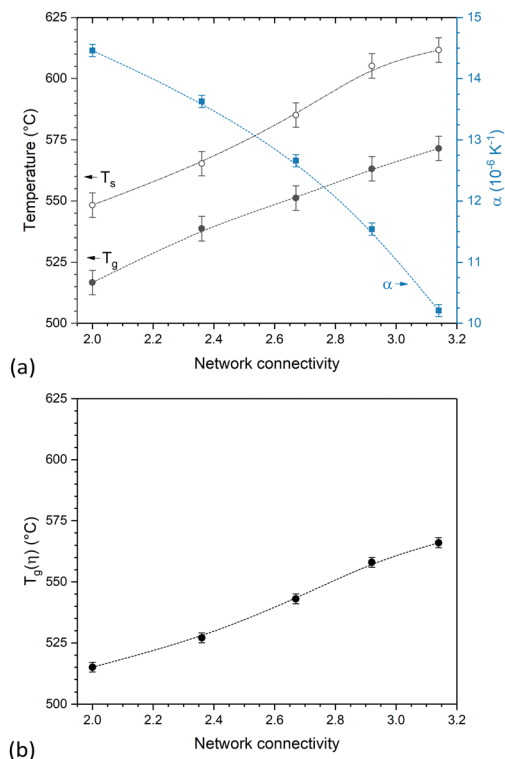 625
600
575
550
525
500
Temperature (°C)
T_s
T_g
α
15
14
13
12
11
10
α (10⁻⁶ K⁻¹)
2.0 2.2 2.4 2.6 2.8 3.0 3.2
Network connectivity
(a)
625
600
575
550
525
500
T_g(η) (°C)
2.0 2.2 2.4 2.6 2.8 3.0 3.2
Network connectivity
(b)